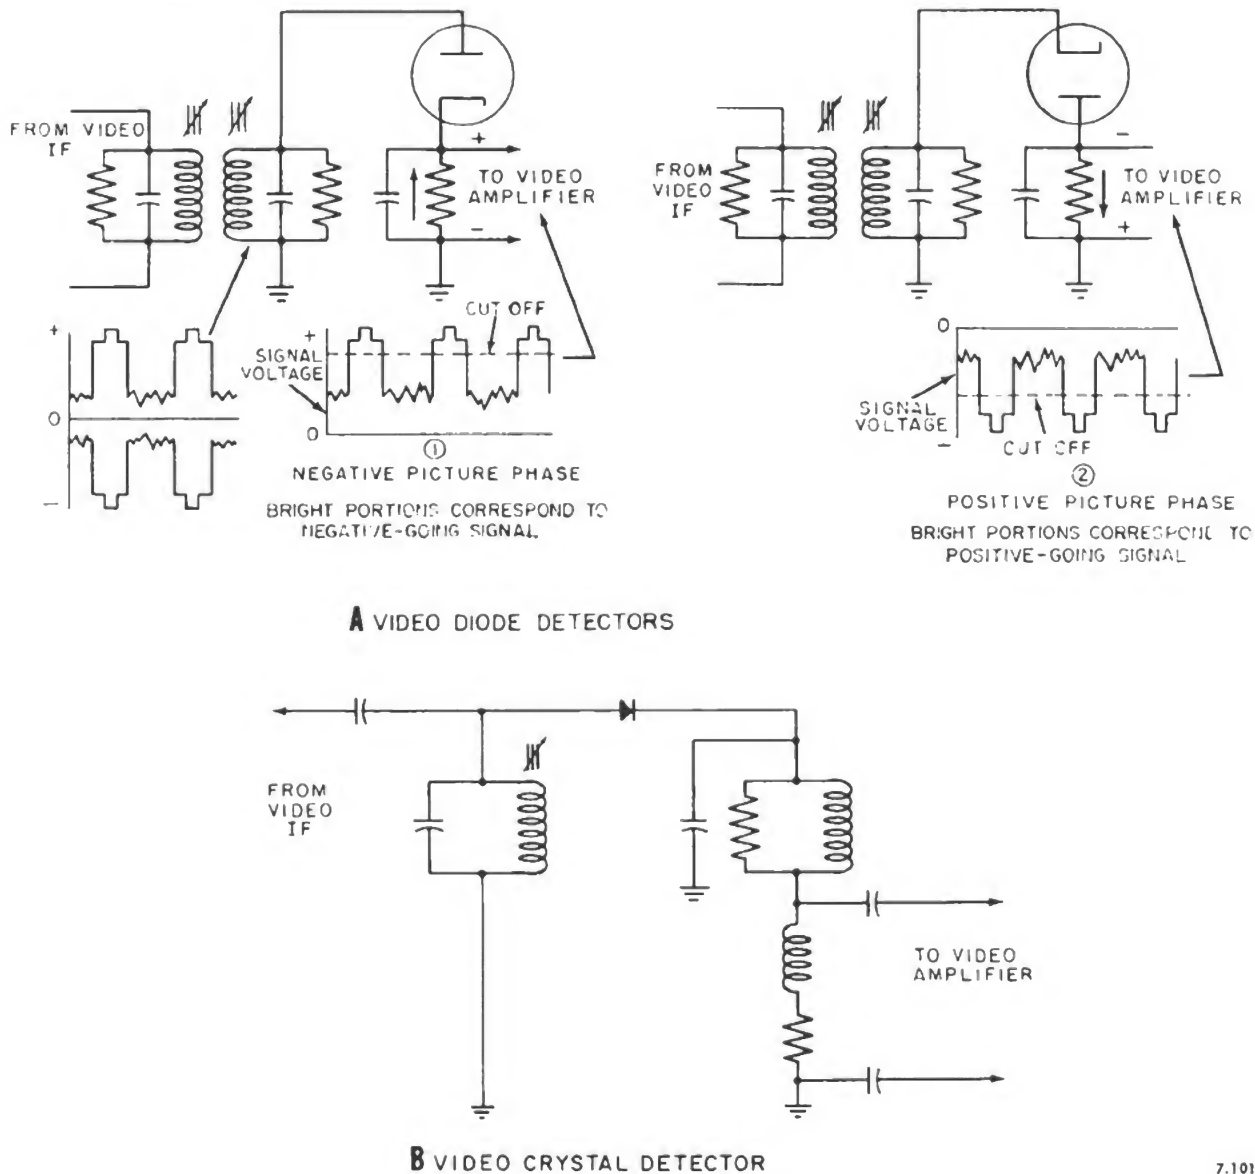 FROM VIDEO
IF
+
-
TO VIDEO
AMPLIFIER
+
0
-
SIGNAL
VOLTAGE
+
CUT OFF
0
1
NEGATIVE PICTURE PHASE
BRIGHT PORTIONS CORRESPOND TO
NEGATIVE-GOING SIGNAL
FROM
VIDEO
IF
-
+
TO VIDEO
AMPLIFIER
0
SIGNAL
VOLTAGE
-
CUT OFF
2
POSITIVE PICTURE PHASE
BRIGHT PORTIONS CORRESPOND TO
POSITIVE-GOING SIGNAL
A VIDEO DIODE DETECTORS
FROM
VIDEO
IF
TO VIDEO
AMPLIFIER
B VIDEO CRYSTAL DETECTOR
7.101